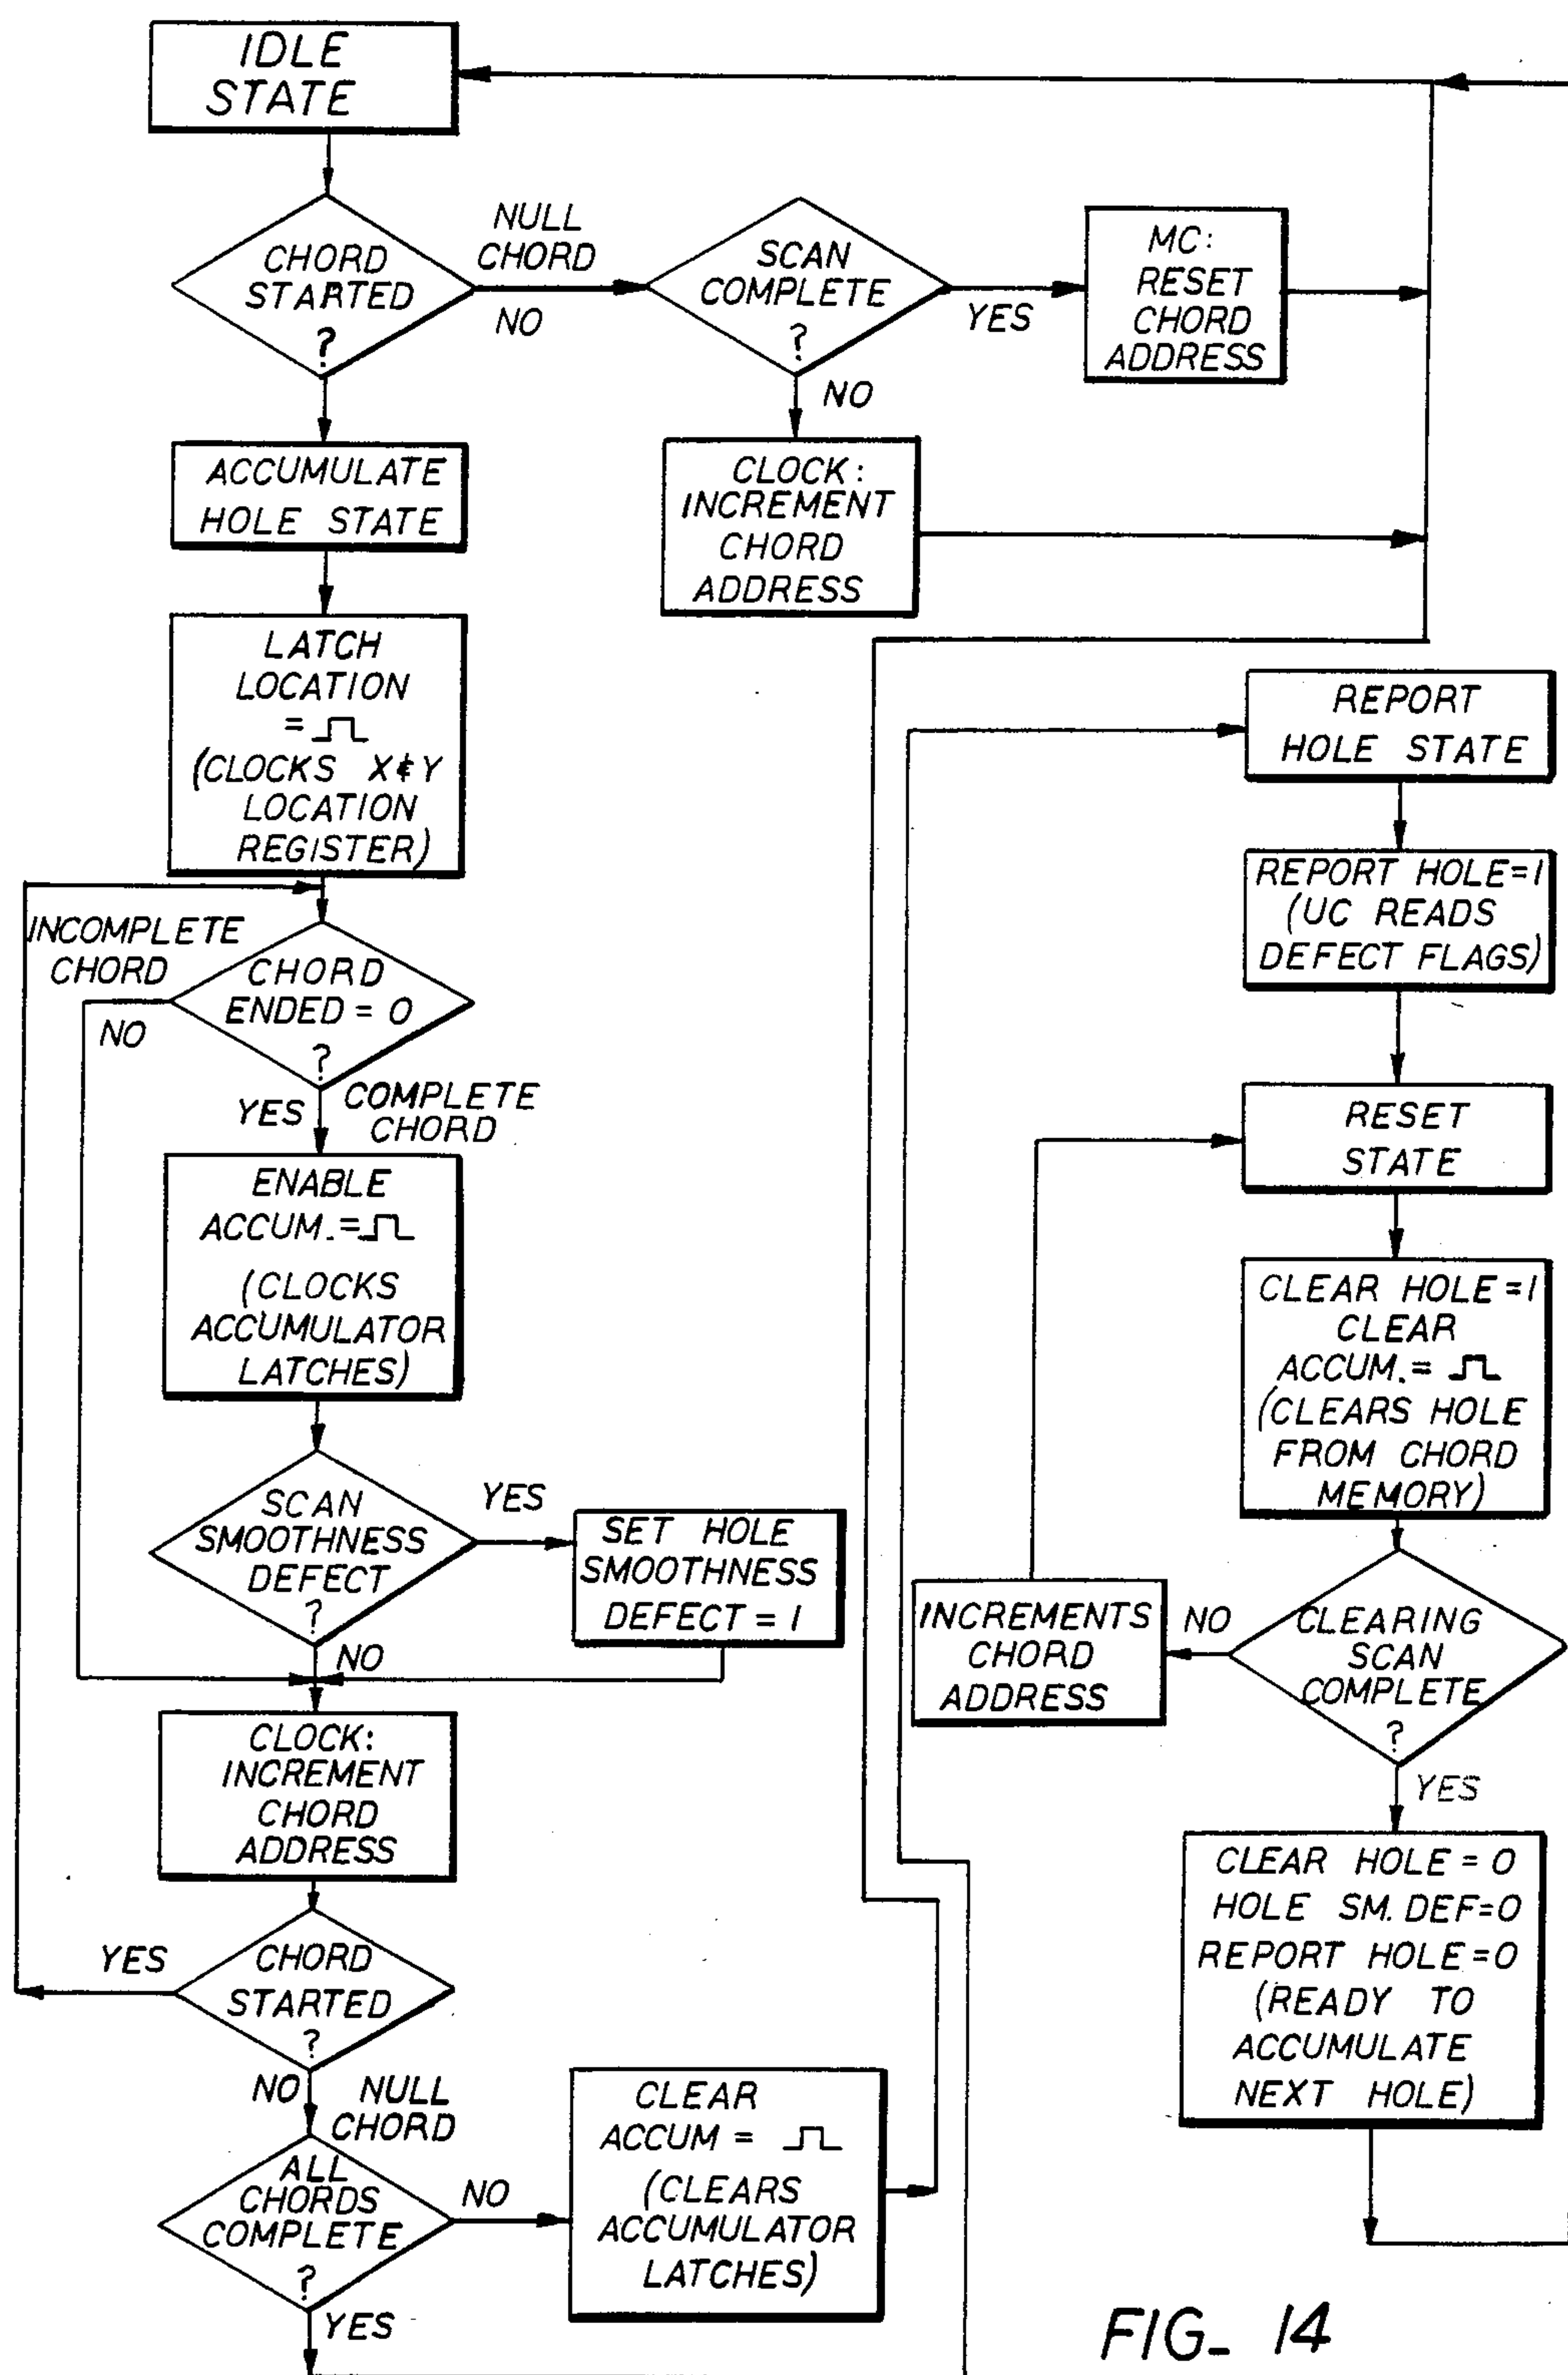 IDLE
STATE
CHORD
STARTED
?
NULL
CHORD
NO
SCAN
COMPLETE
?
YES
NO
MC:
RESET
CHORD
ADDRESS
CLOCK:
INCREMENT
CHORD
ADDRESS
ACCUMULATE
HOLE STATE
LATCH
LOCATION
=
(CLOCKS X&Y
LOCATION
REGISTER)
INCOMPLETE
CHORD
NO
CHORD
ENDED = 0
?
YES
COMPLETE
CHORD
ENABLE
ACCUM. =
(CLOCKS
ACCUMULATOR
LATCHES)
SCAN
SMOOTHNESS
DEFECT
?
YES
NO
SET HOLE
SMOOTHNESS
DEFECT = 1
CLOCK:
INCREMENT
CHORD
ADDRESS
YES
CHORD
STARTED
?
NO
NULL
CHORD
ALL
CHORDS
COMPLETE
?
NO
YES
CLEAR
ACCUM =
(CLEARS
ACCUMULATOR
LATCHES)
REPORT
HOLE STATE
REPORT HOLE=1
(UC READS
DEFECT FLAGS)
RESET
STATE
CLEAR HOLE=1
CLEAR
ACCUM. =
(CLEARS HOLE
FROM CHORD
MEMORY)
CLEARING
SCAN
COMPLETE
?
NO
INCREMENTS
CHORD
ADDRESS
YES
CLEAR HOLE = 0
HOLE SM. DEF=0
REPORT HOLE=0
(READY TO
ACCUMULATE
NEXT HOLE)
FIG_ 14